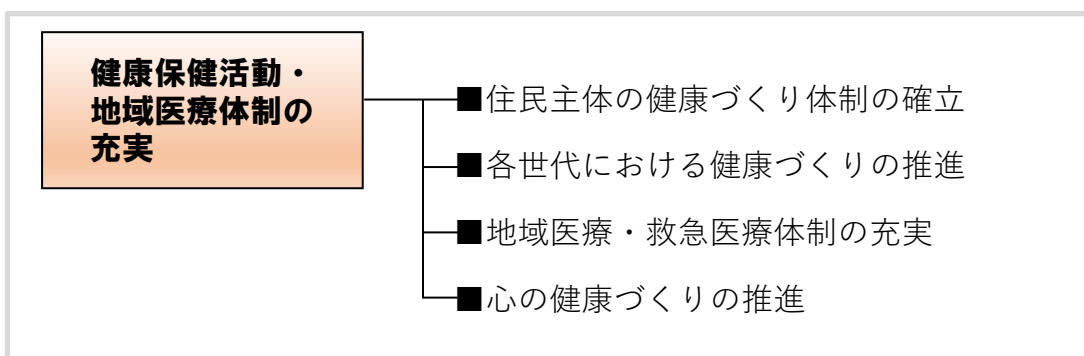 健康保健活動・
地域医療体制の
充実
■住民主体の健康づくり体制の確立
■各世代における健康づくりの推進
■地域医療・救急医療体制の充実
■心の健康づくりの推進